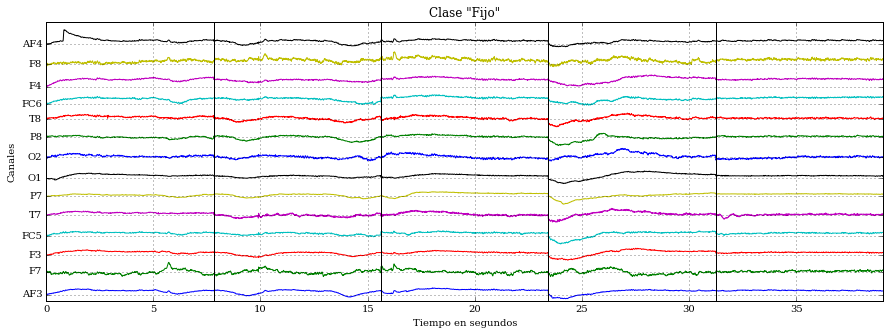 Clase "Fijo"
AF4
F8
F4
FC6
T8
P8
O2
O1
P7
T7
FC5
F3
F7
AF3
Canales
0 5 10 15 20 25 30 35
Tiempo en segundos